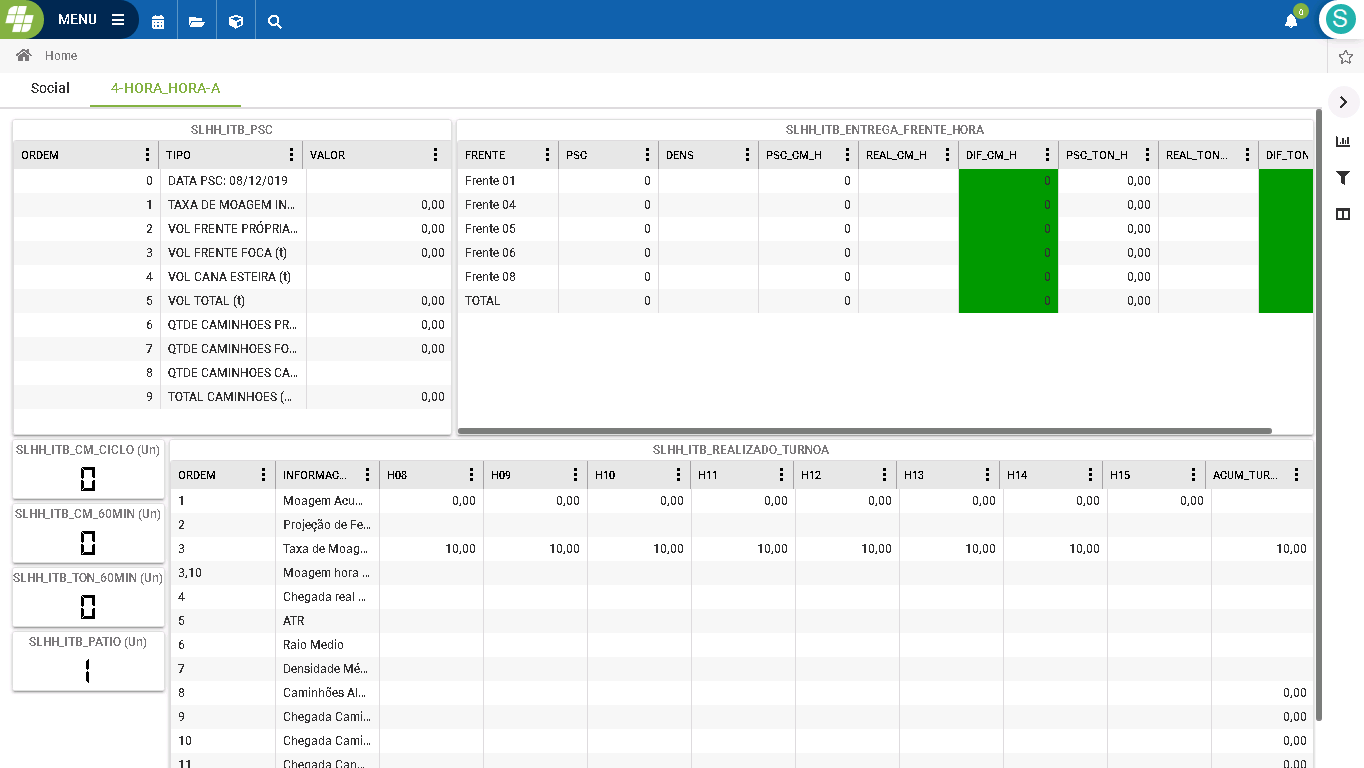 MENU
0
S
Home
Social 4-HORA_HORA-A
SLHH_ITB_PSC
ORDEM TIPO VALOR
0 DATA PSC: 08/12/019
1 TAXA DE MOAGEM IN... 0,00
2 VOL FRENTE PRÓPRIA... 0,00
3 VOL FRENTE FOCA (t) 0,00
4 VOL CANA ESTEIRA (t)
5 VOL TOTAL (t) 0,00
6 QTDE CAMINHOES PR... 0,00
7 QTDE CAMINHOES FO... 0,00
8 QTDE CAMINHOES CA...
9 TOTAL CAMINHOES (... 0,00
SLHH_ITB_ENTREGA_FRENTE_HORA
FRENTE PSC DENS PSC_CM_H REAL_CM_H DIF_CM_H PSC_TON_H REAL_TON... DIF_TON
Frente 01 0 0 0 0,00
Frente 04 0 0 0 0,00
Frente 05 0 0 0 0,00
Frente 06 0 0 0 0,00
Frente 08 0 0 0 0,00
TOTAL 0 0 0 0,00
SLHH_ITB_CM_CICLO (Un)
0
SLHH_ITB_CM_60MIN (Un)
0
SLHH_ITB_TON_60MIN (Un)
0
SLHH_ITB_PATIO (Un)
1
SLHH_ITB_REALIZADO_TURNOA
ORDEM INFORMAC... H08 H09 H10 H11 H12 H13 H14 H15 ACUM_TUR...
1 Moagem Acu... 0,00 0,00 0,00 0,00 0,00 0,00 0,00 0,00
2 Projeção de Fe...
3 Taxa de Moag... 10,00 10,00 10,00 10,00 10,00 10,00 10,00 10,00
3,10 Moagem hora ...
4 Chegada real ...
5 ATR
6 Raio Medio
7 Densidade Mé...
8 Caminhões Al... 0,00
9 Chegada Cami... 0,00
10 Chegada Cami... 0,00
11 Chegada Can... 0,00